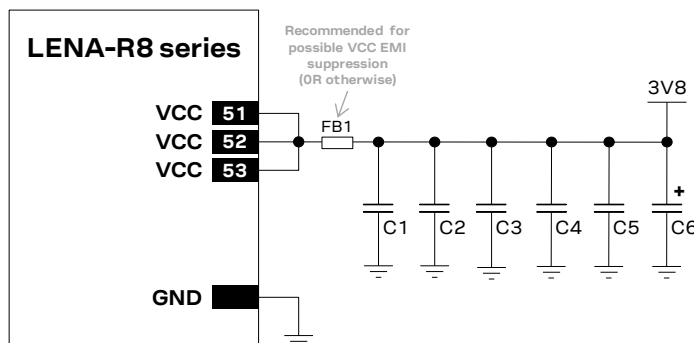 LENA-R8 series
Recommended for
possible VCC EMI
suppression
(0R otherwise)
3V8
VCC 51
FB1
VCC 52
VCC 53
+
C1 C2 C3 C4 C5 C6
GND